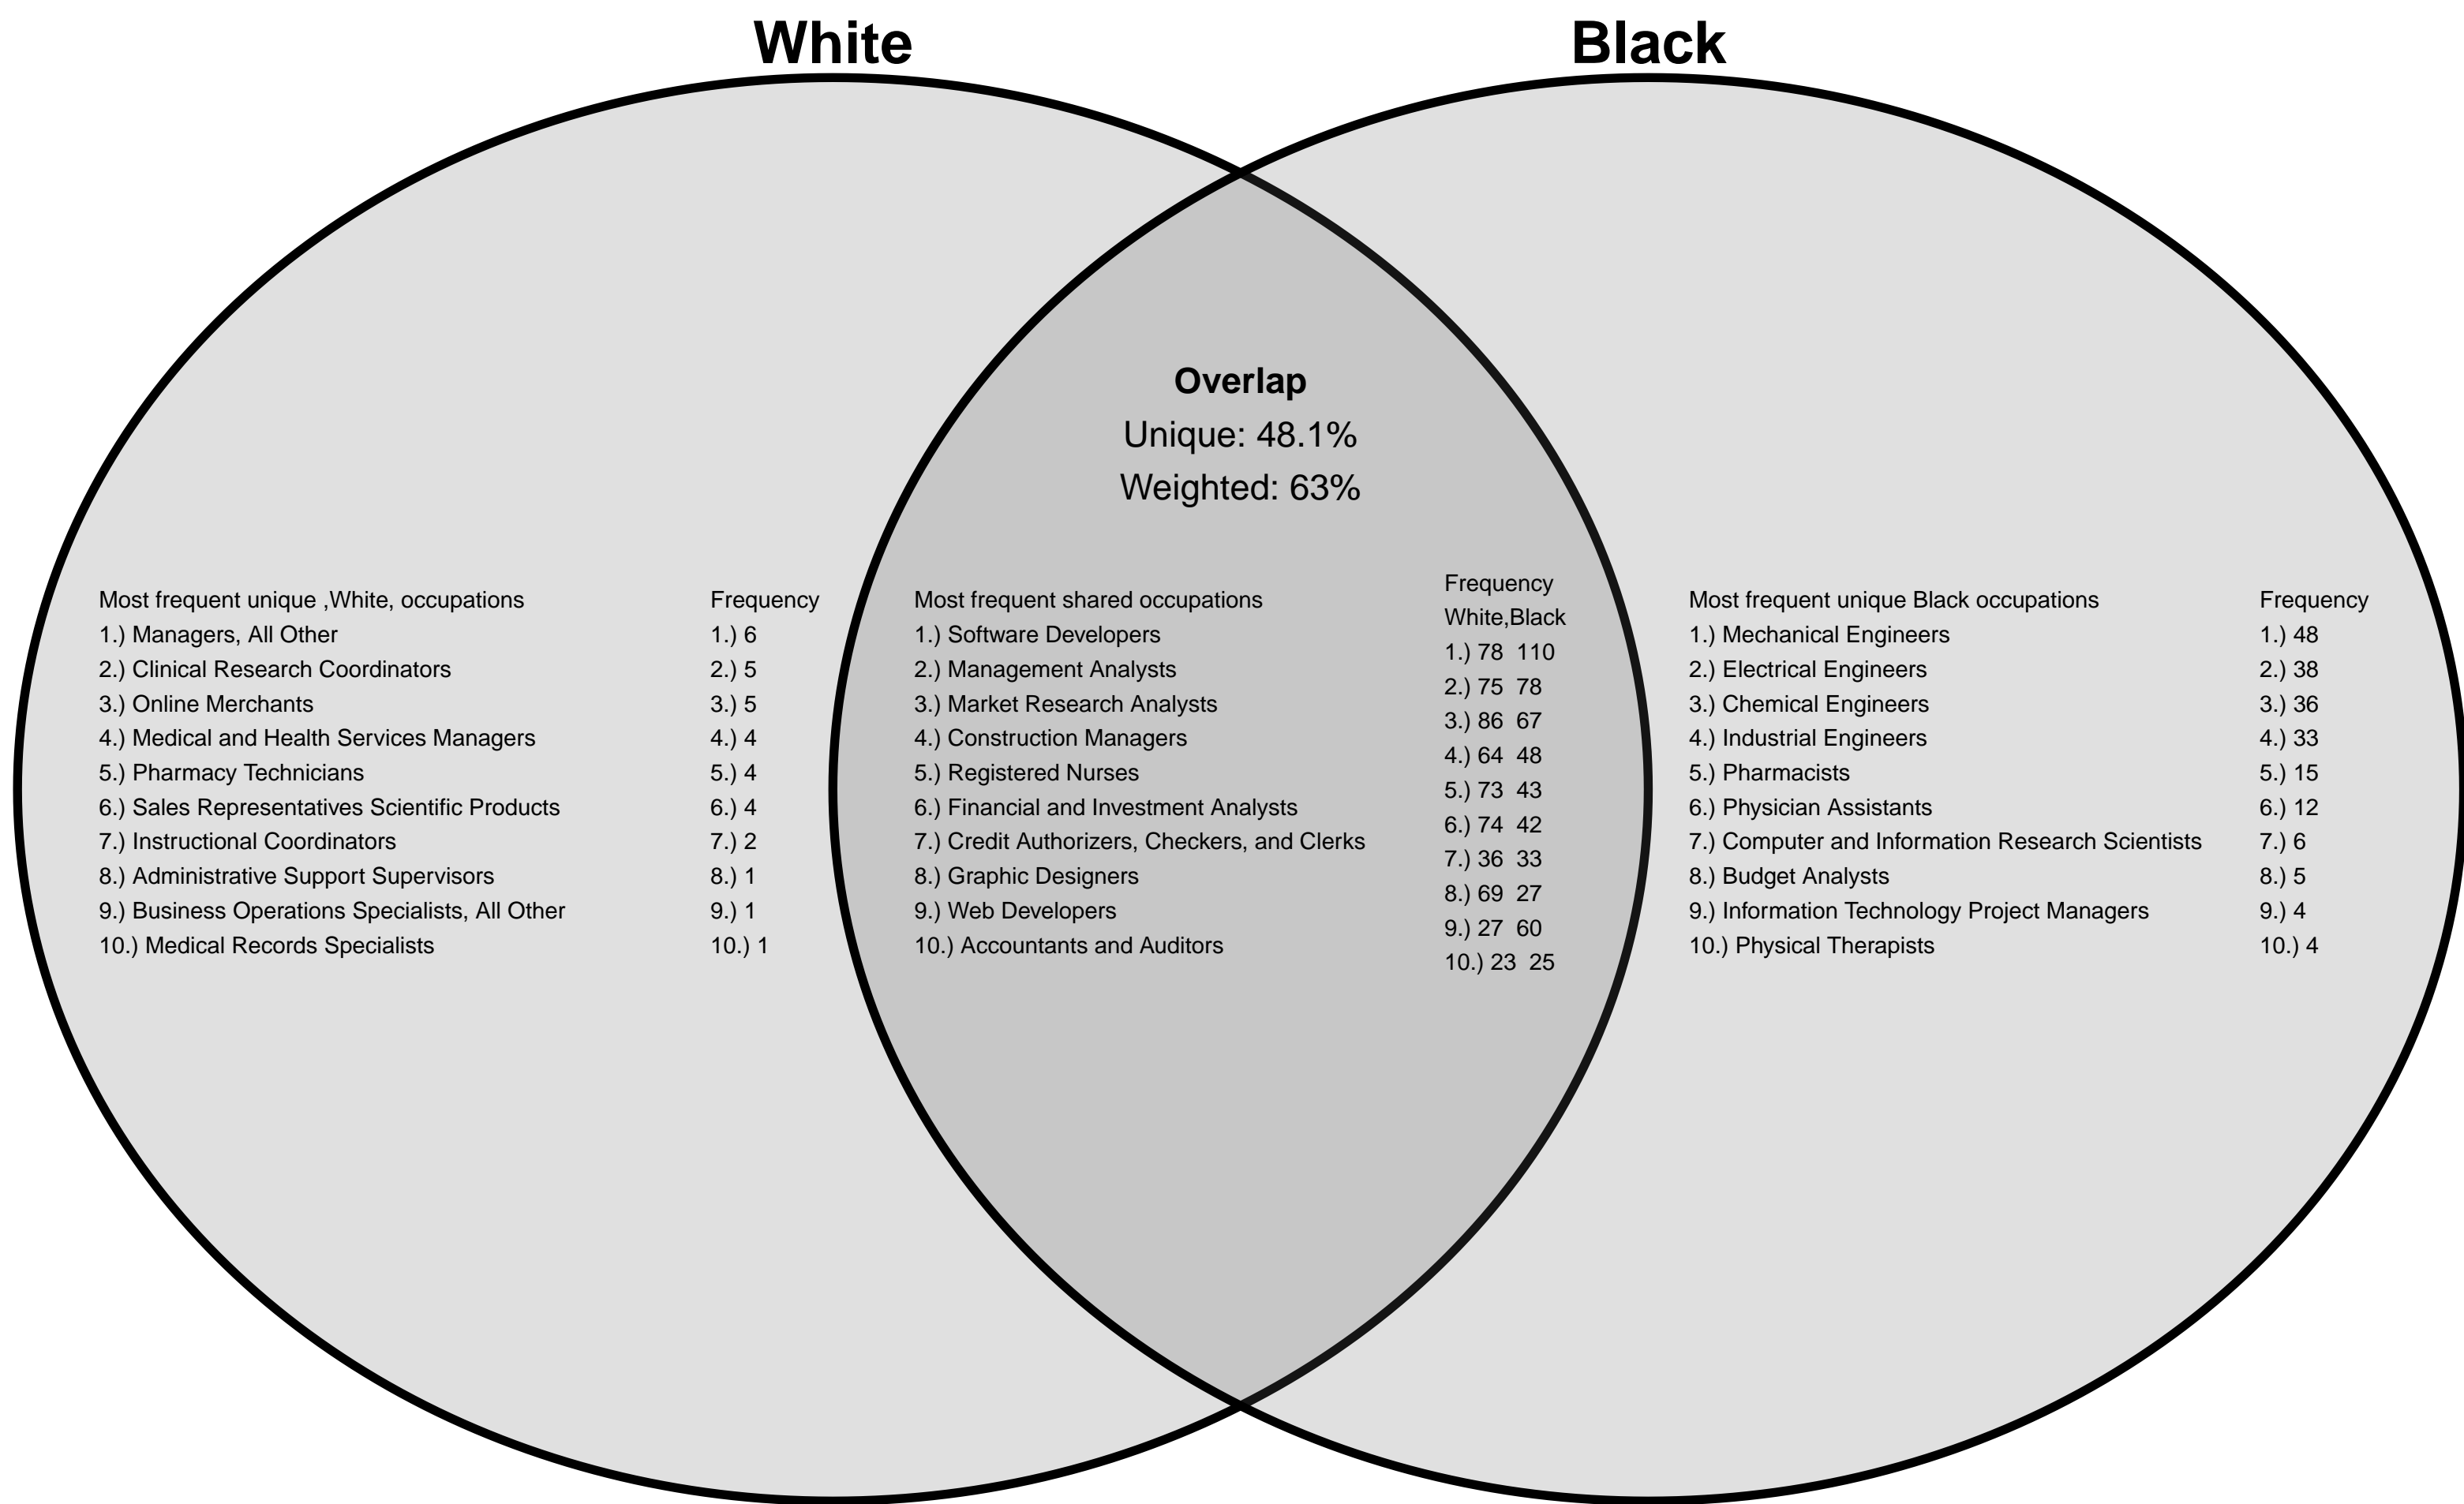 White
Black
Overlap
Unique: 48.1%
Weighted: 63%
Most frequent unique ,White, occupations
1.) Managers, All Other
2.) Clinical Research Coordinators
3.) Online Merchants
4.) Medical and Health Services Managers
5.) Pharmacy Technicians
6.) Sales Representatives Scientific Products
7.) Instructional Coordinators
8.) Administrative Support Supervisors
9.) Business Operations Specialists, All Other
10.) Medical Records Specialists
Frequency
1.) 6
2.) 5
3.) 5
4.) 4
5.) 4
6.) 4
7.) 2
8.) 1
9.) 1
10.) 1
Most frequent shared occupations
1.) Software Developers
2.) Management Analysts
3.) Market Research Analysts
4.) Construction Managers
5.) Registered Nurses
6.) Financial and Investment Analysts
7.) Credit Authorizers, Checkers, and Clerks
8.) Graphic Designers
9.) Web Developers
10.) Accountants and Auditors
Frequency
White,Black
1.) 78 110
2.) 75 78
3.) 86 67
4.) 64 48
5.) 73 43
6.) 74 42
7.) 36 33
8.) 69 27
9.) 27 60
10.) 23 25
Most frequent unique Black occupations
1.) Mechanical Engineers
2.) Electrical Engineers
3.) Chemical Engineers
4.) Industrial Engineers
5.) Pharmacists
6.) Physician Assistants
7.) Computer and Information Research Scientists
8.) Budget Analysts
9.) Information Technology Project Managers
10.) Physical Therapists
Frequency
1.) 48
2.) 38
3.) 36
4.) 33
5.) 15
6.) 12
7.) 6
8.) 5
9.) 4
10.) 4